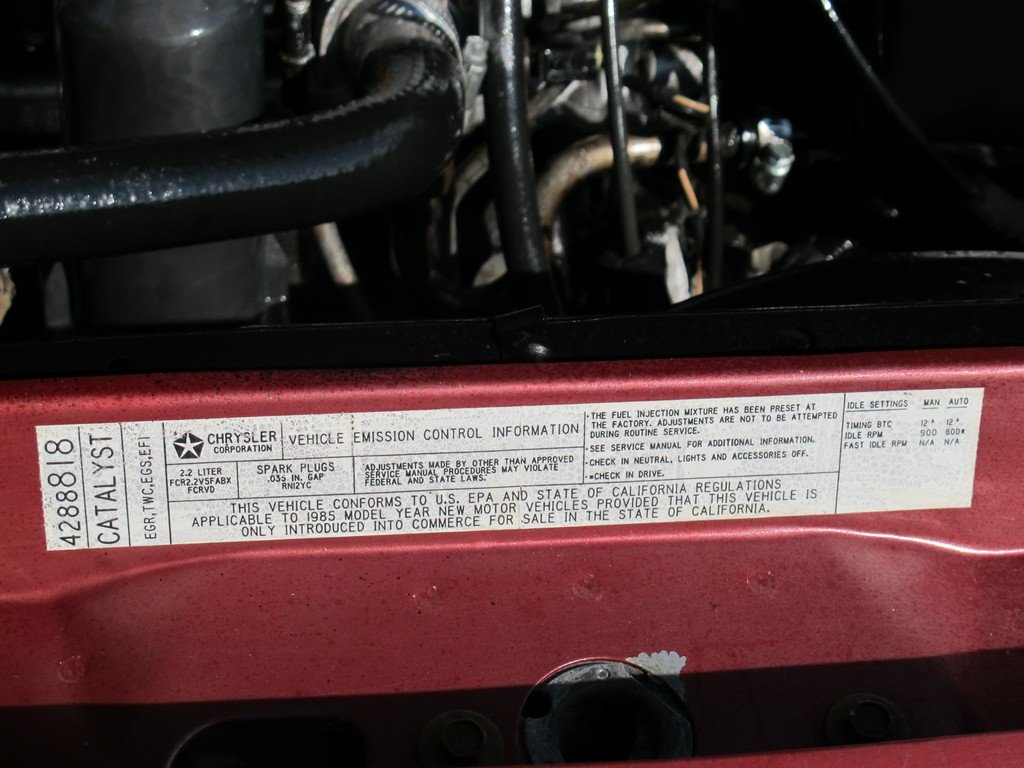 4288818
CATALYST
EGR,TWC,EGS,EFI
CHRYSLER
CORPORATION
VEHICLE EMISSION CONTROL INFORMATION
2.2 LITER
FCR2.2V5FABX
FCRVD
SPARK PLUGS
.035 IN. GAP
RN12YC
ADJUSTMENTS MADE BY OTHER THAN APPROVED
SERVICE MANUAL PROCEDURES MAY VIOLATE
FEDERAL AND STATE LAWS.
·THE FUEL INJECTION MIXTURE HAS BEEN PRESET AT
THE FACTORY. ADJUSTMENTS ARE NOT TO BE ATTEMPTED
DURING ROUTINE SERVICE.
·SEE SERVICE MANUAL FOR ADDITIONAL INFORMATION.
·CHECK IN NEUTRAL, LIGHTS AND ACCESSORIES OFF.
·*CHECK IN DRIVE.
THIS VEHICLE CONFORMS TO U.S. EPA AND STATE OF CALIFORNIA REGULATIONS
APPLICABLE TO 1985 MODEL YEAR NEW MOTOR VEHICLES PROVIDED THAT THIS VEHICLE IS
ONLY INTRODUCED INTO COMMERCE FOR SALE IN THE STATE OF CALIFORNIA.
IDLE SETTINGS MAN AUTO
TIMING BTC 12° 12°
IDLE RPM 900 800*
FAST IDLE RPM N/A N/A